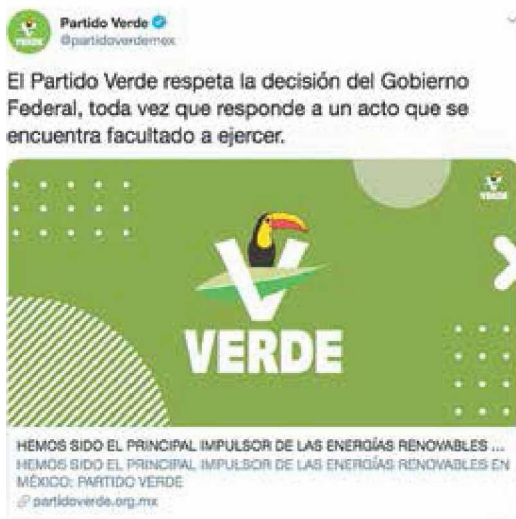 VERDE
Partido Verde
@partidoverdemex
El Partido Verde respeta la decisión del Gobierno
Federal, toda vez que responde a un acto que se
encuentra facultado a ejercer.
VERDE
VERDE
HEMOS SIDO EL PRINCIPAL IMPULSOR DE LAS ENERGÍAS RENOVABLES ...
HEMOS SIDO EL PRINCIPAL IMPULSOR DE LAS ENERGÍAS RENOVABLES EN
MÉXICO: PARTIDO VERDE
partidoverde.org.mx